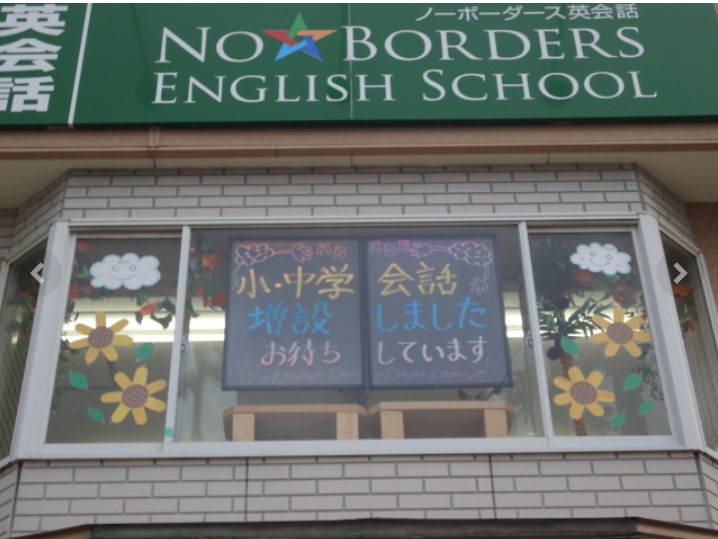 英会話
ノーボーダース英会話
NO BORDERS
ENGLISH SCHOOL
小・中学 会話
増設 しました
お待ち しています